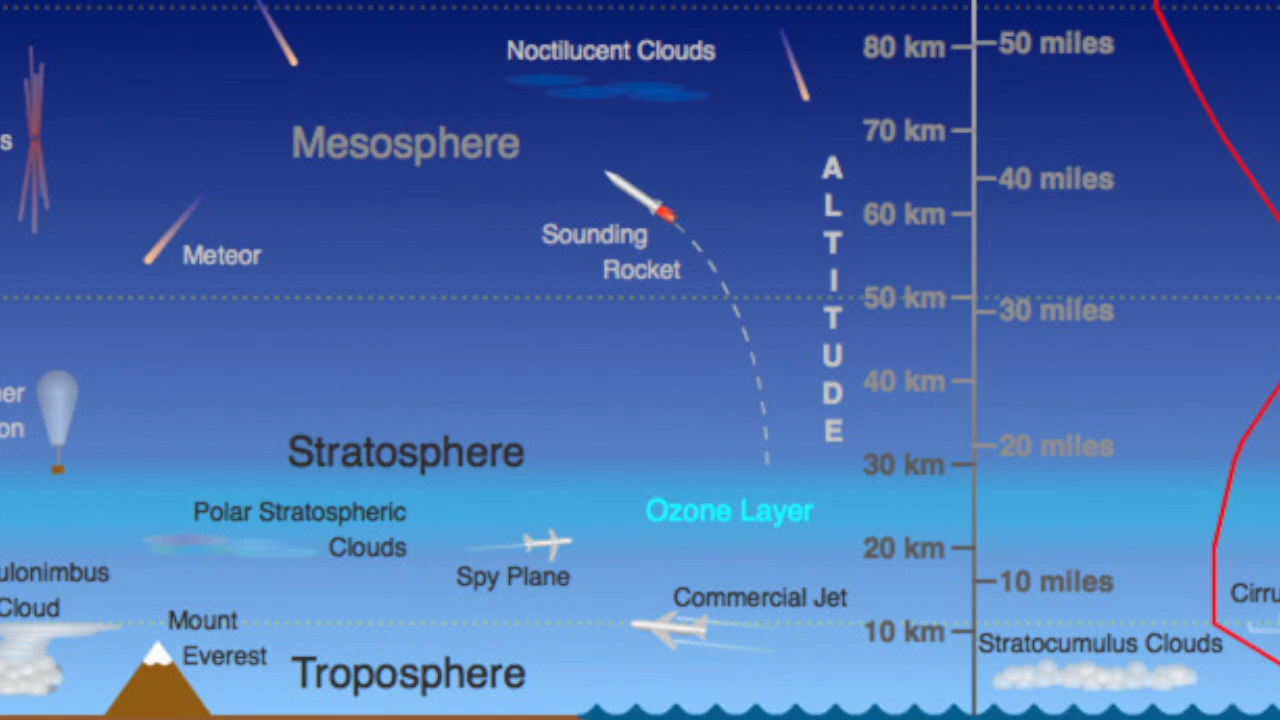 Noctilucent Clouds
80 km
50 miles
Mesosphere
70 km
40 miles
ALTITUDE
60 km
Sounding
Rocket
Meteor
50 km
30 miles
40 km
Stratosphere
20 miles
30 km
Polar Stratospheric
Clouds
Ozone Layer
20 km
Spy Plane
10 miles
Cloud
Commercial Jet
Mount
Everest
10 km
Stratocumulus Clouds
Troposphere